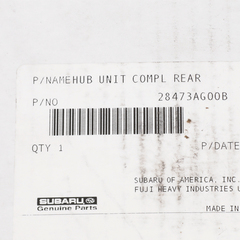 P/NAMEHUB UNIT COMPL REAR
P/NO 28473AG00B
QTY 1 P/DATE
SUBARU OF AMERICA, INC.
FUJI HEAVY INDUSTRIES
SUBARU
Genuine Parts
MADE IN